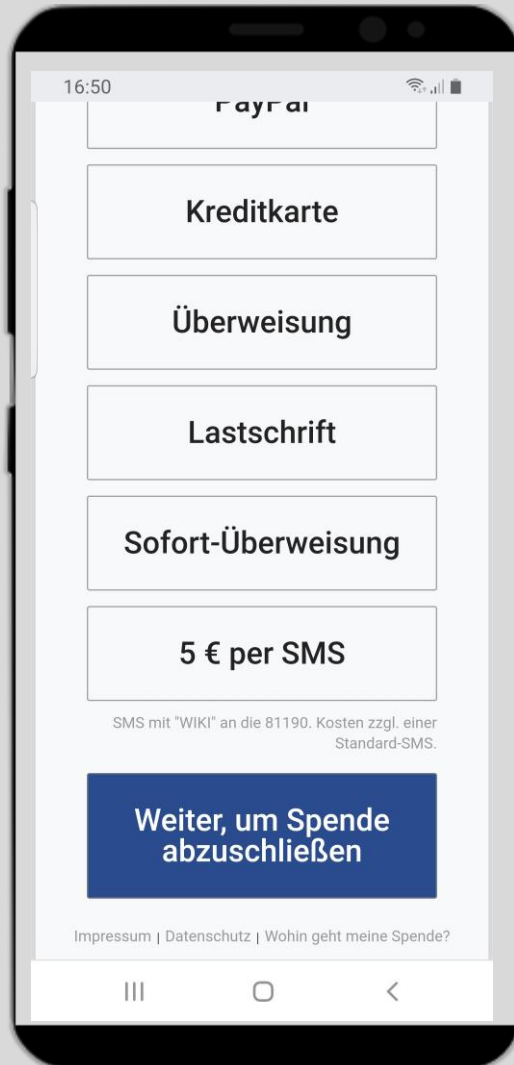 16:50
PayPal
Kreditkarte
Überweisung
Lastschrift
Sofort-Überweisung
5 € per SMS
SMS mit "WIKI" an die 81190. Kosten zzgl. einer
Standard-SMS.
Weiter, um Spende
abzuschließen
Impressum | Datenschutz | Wohin geht meine Spende?